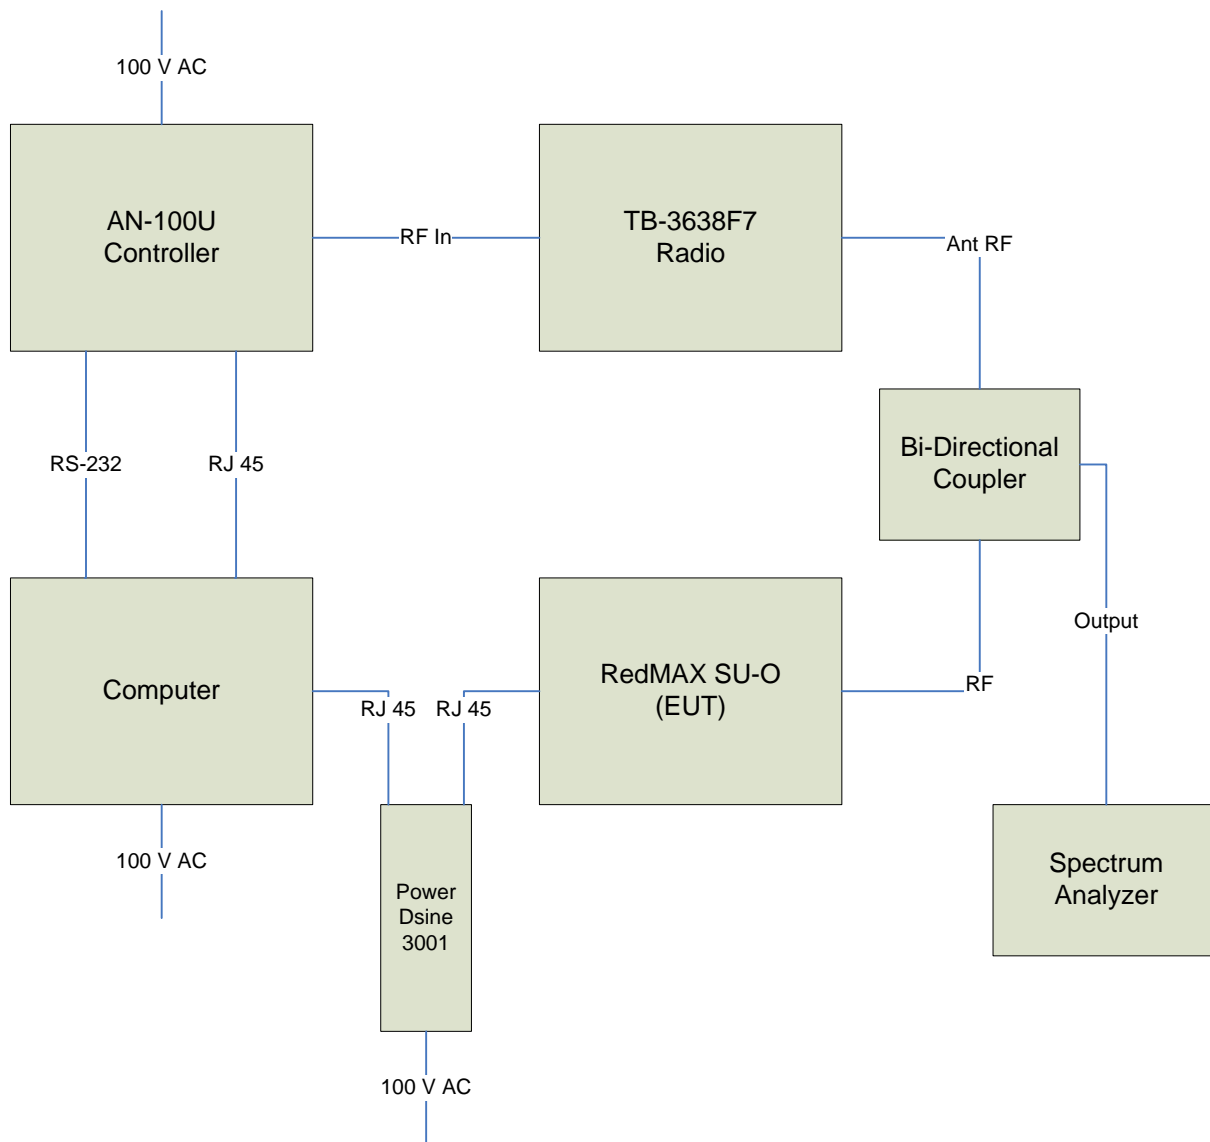 100 V AC
AN-100U
Controller
RF In
TB-3638F7
Radio
Ant RF
Bi-Directional
Coupler
RS-232
RJ 45
Output
Computer
RJ 45
RJ 45
RedMAX SU-O
(EUT)
RF
100 V AC
Power
Dsine
3001
Spectrum
Analyzer
100 V AC